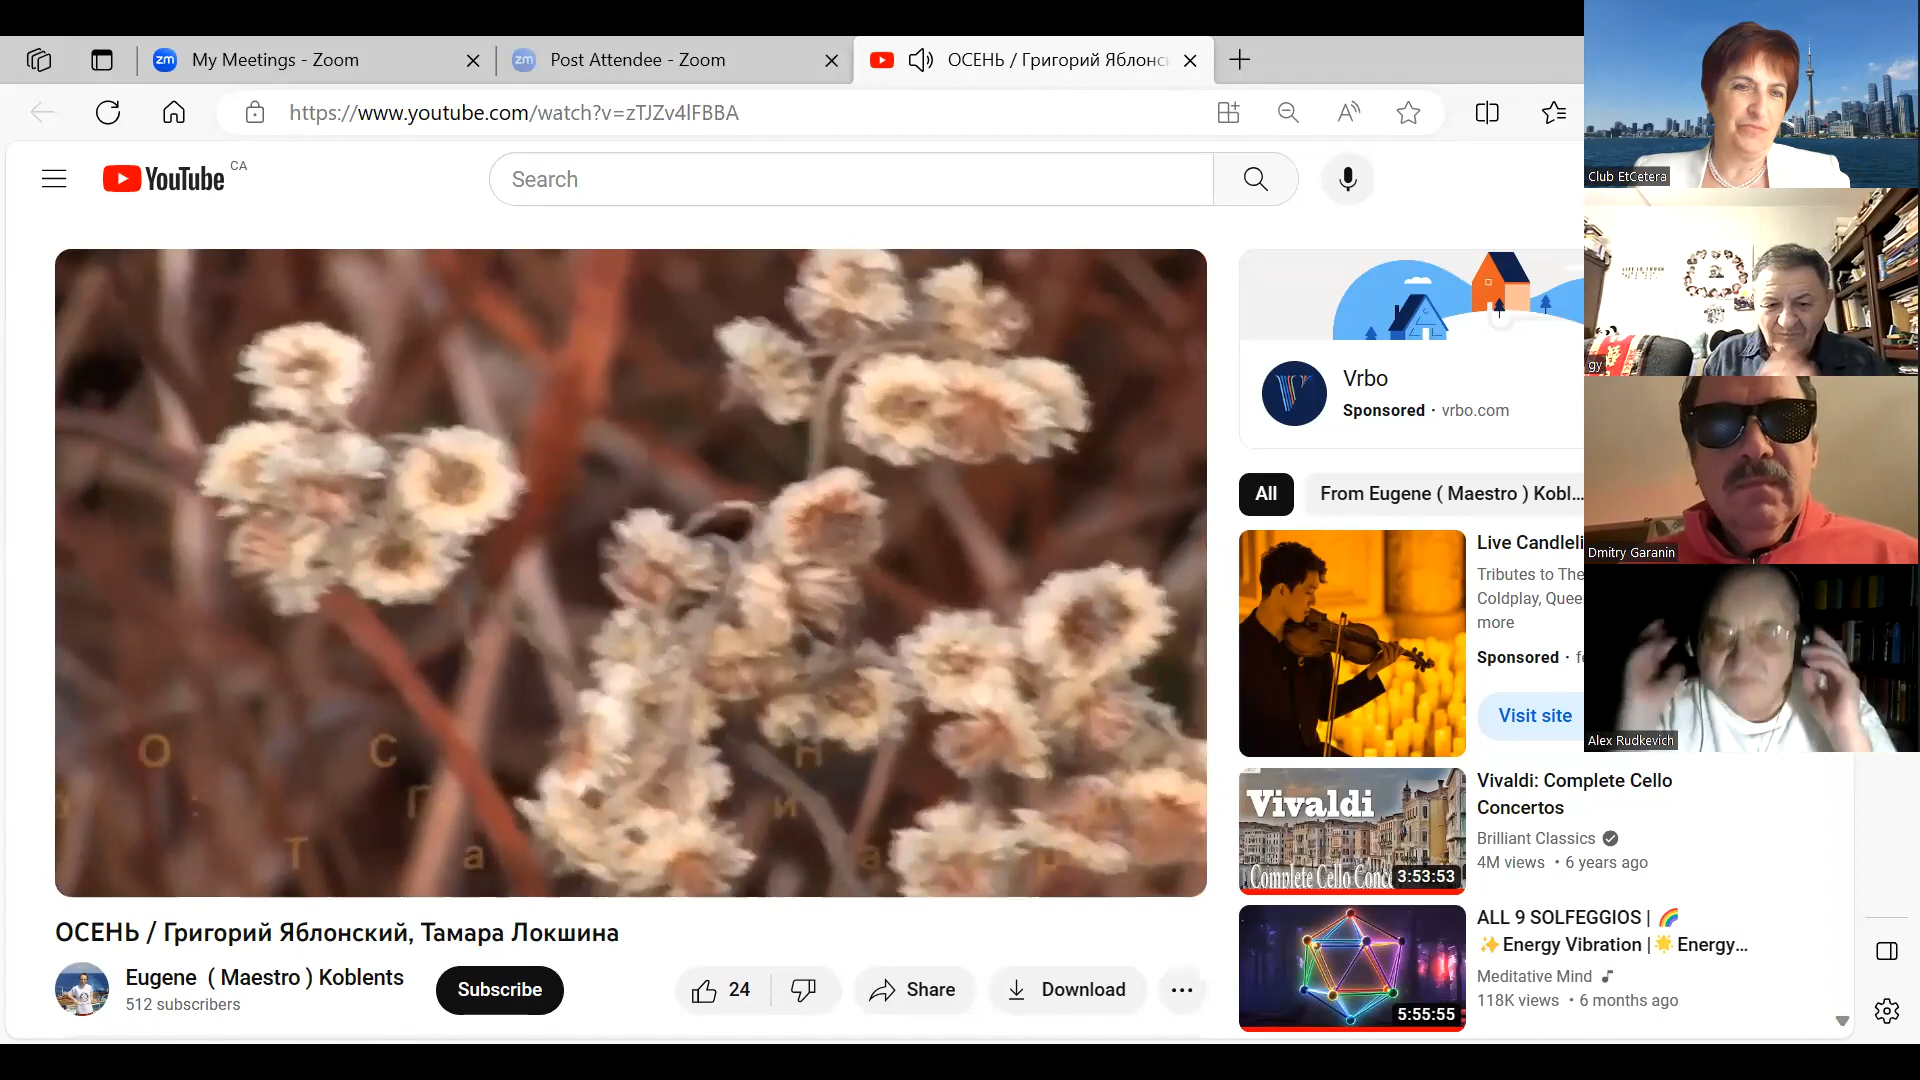 My Meetings - Zoom
Post Attendee - Zoom
ОСЕНЬ / Григорий Яблонс
https://www.youtube.com/watch?v=zTJZv4lFBBA
YouTube CA
Search
Club EtCetera
gy
Dmitry Garanin
Alex Rudkevich
Vrbo
Sponsored · vrbo.com
All
From Eugene ( Maestro ) Kobl...
Live Candleli
Tributes to The
Coldplay, Quee
more
Sponsored
Visit site
О С Н
П и
Т а а р
Vivaldi
Complete Cello Conc
3:53:53
Vivaldi: Complete Cello
Concertos
Brilliant Classics
4M views • 6 years ago
5:55:55
ALL 9 SOLFEGGIOS | 🌈
✨Energy Vibration | 🌟 Energy...
Meditative Mind
118K views • 6 months ago
ОСЕНЬ / Григорий Яблонский, Тамара Локшина
Eugene ( Maestro ) Koblents
512 subscribers
Subscribe
24
Share
Download